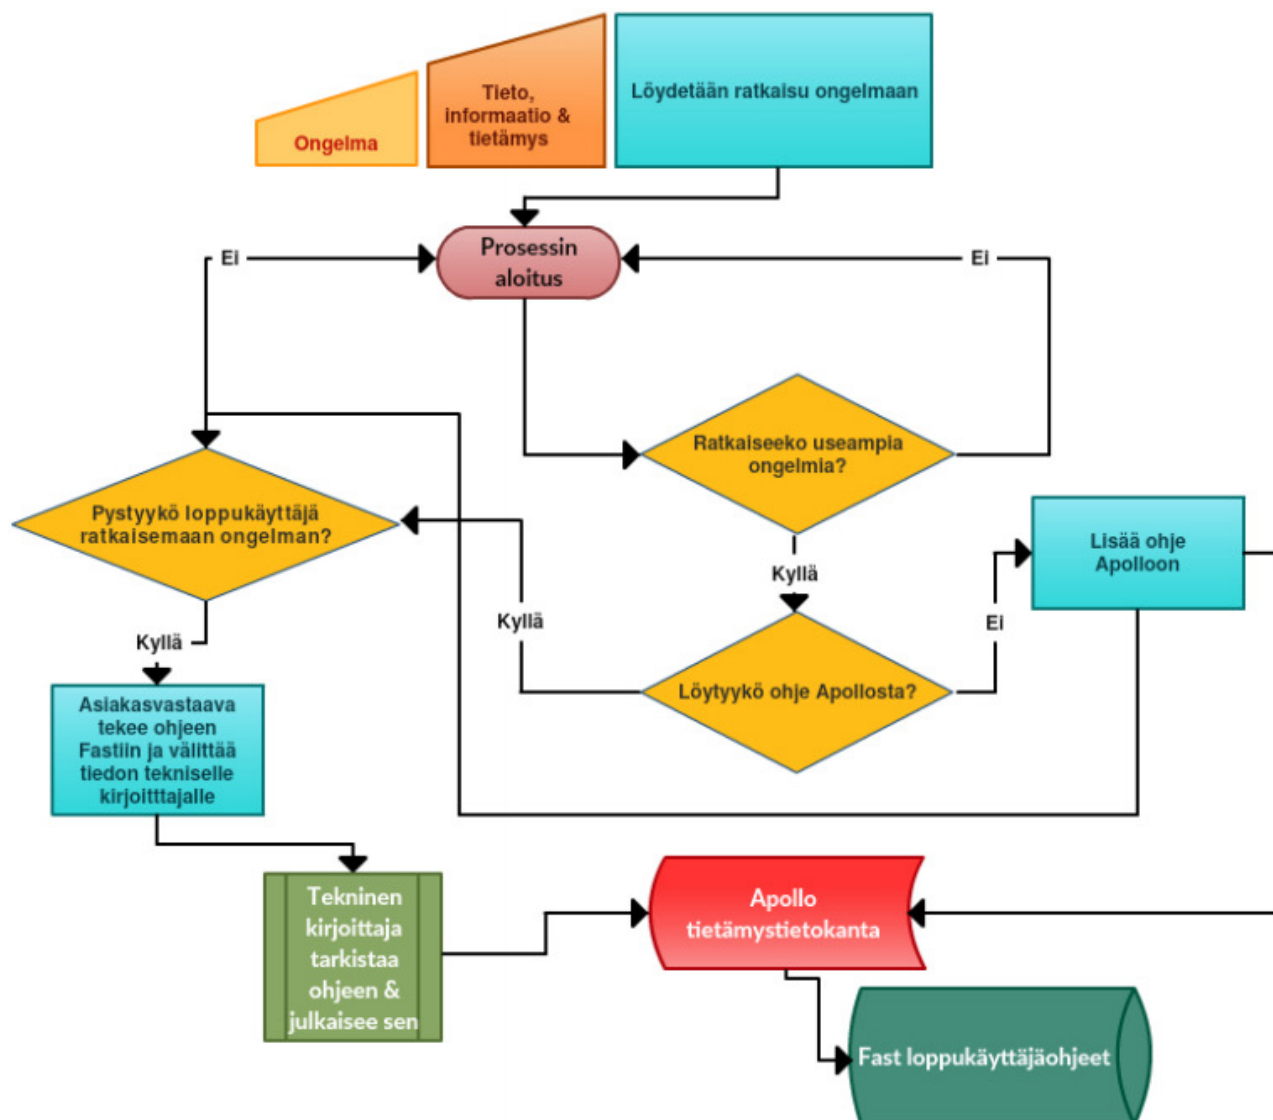 Ongelma
Tieto,
informaatio &
tietämys
Löydetään ratkaisu ongelmaan
Prosessin
aloitus
Ei
Ei
Ratkaiseeko useampia
ongelmia?
Pystyykö loppukäyttäjä
ratkaisemaan ongelman?
Lisää ohje
Apolloon
Kyllä
Kyllä
Ei
Kyllä
Löytyykö ohje Apollosta?
Asiakasvastaava
tekee ohjeen
Fastiin ja välittää
tiedon tekniselle
kirjoitttajalle
Tekninen
kirjoittaja
tarkistaa
ohjeen &
julkaisee sen
Apollo
tietämystietokanta
Fast loppukäyttäjäohjeet